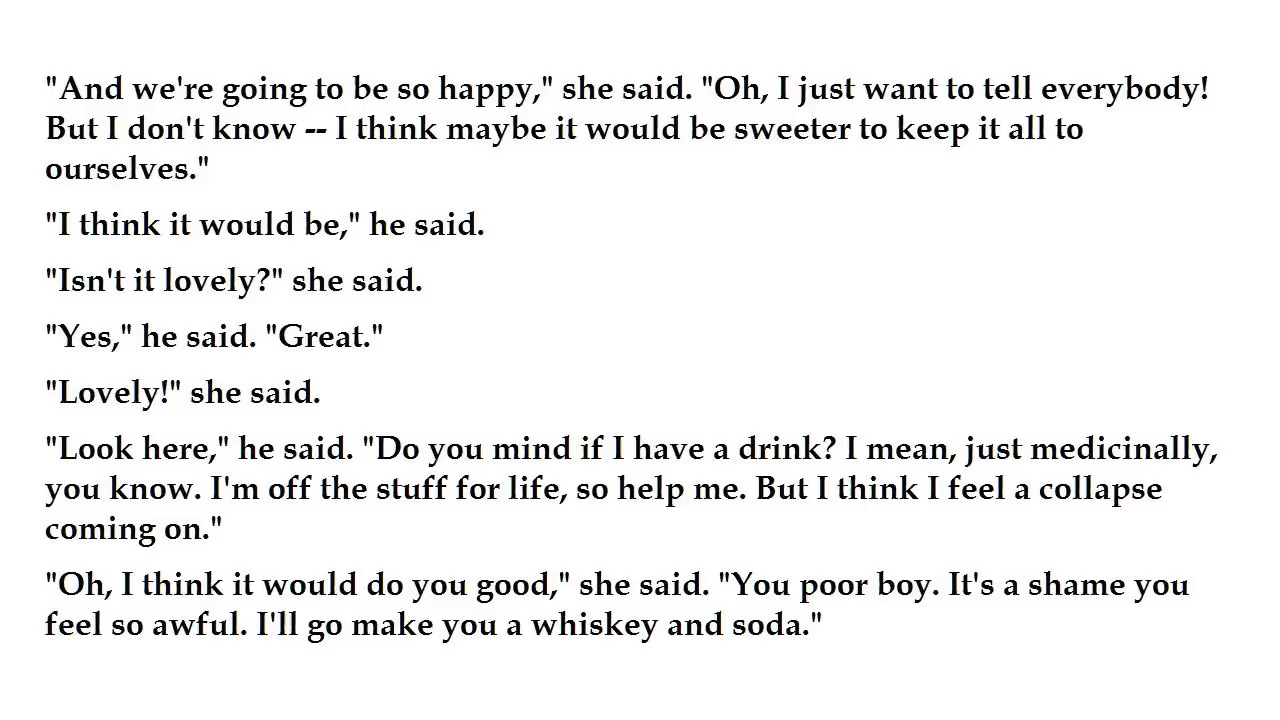 "And we're going to be so happy," she said. "Oh, I just want to tell everybody!
But I don't know -- I think maybe it would be sweeter to keep it all to
ourselves."
"I think it would be," he said.
"Isn't it lovely?" she said.
"Yes," he said. "Great."
"Lovely!" she said.
"Look here," he said. "Do you mind if I have a drink? I mean, just medicinally,
you know. I'm off the stuff for life, so help me. But I think I feel a collapse
coming on."
"Oh, I think it would do you good," she said. "You poor boy. It's a shame you
feel so awful. I'll go make you a whiskey and soda."